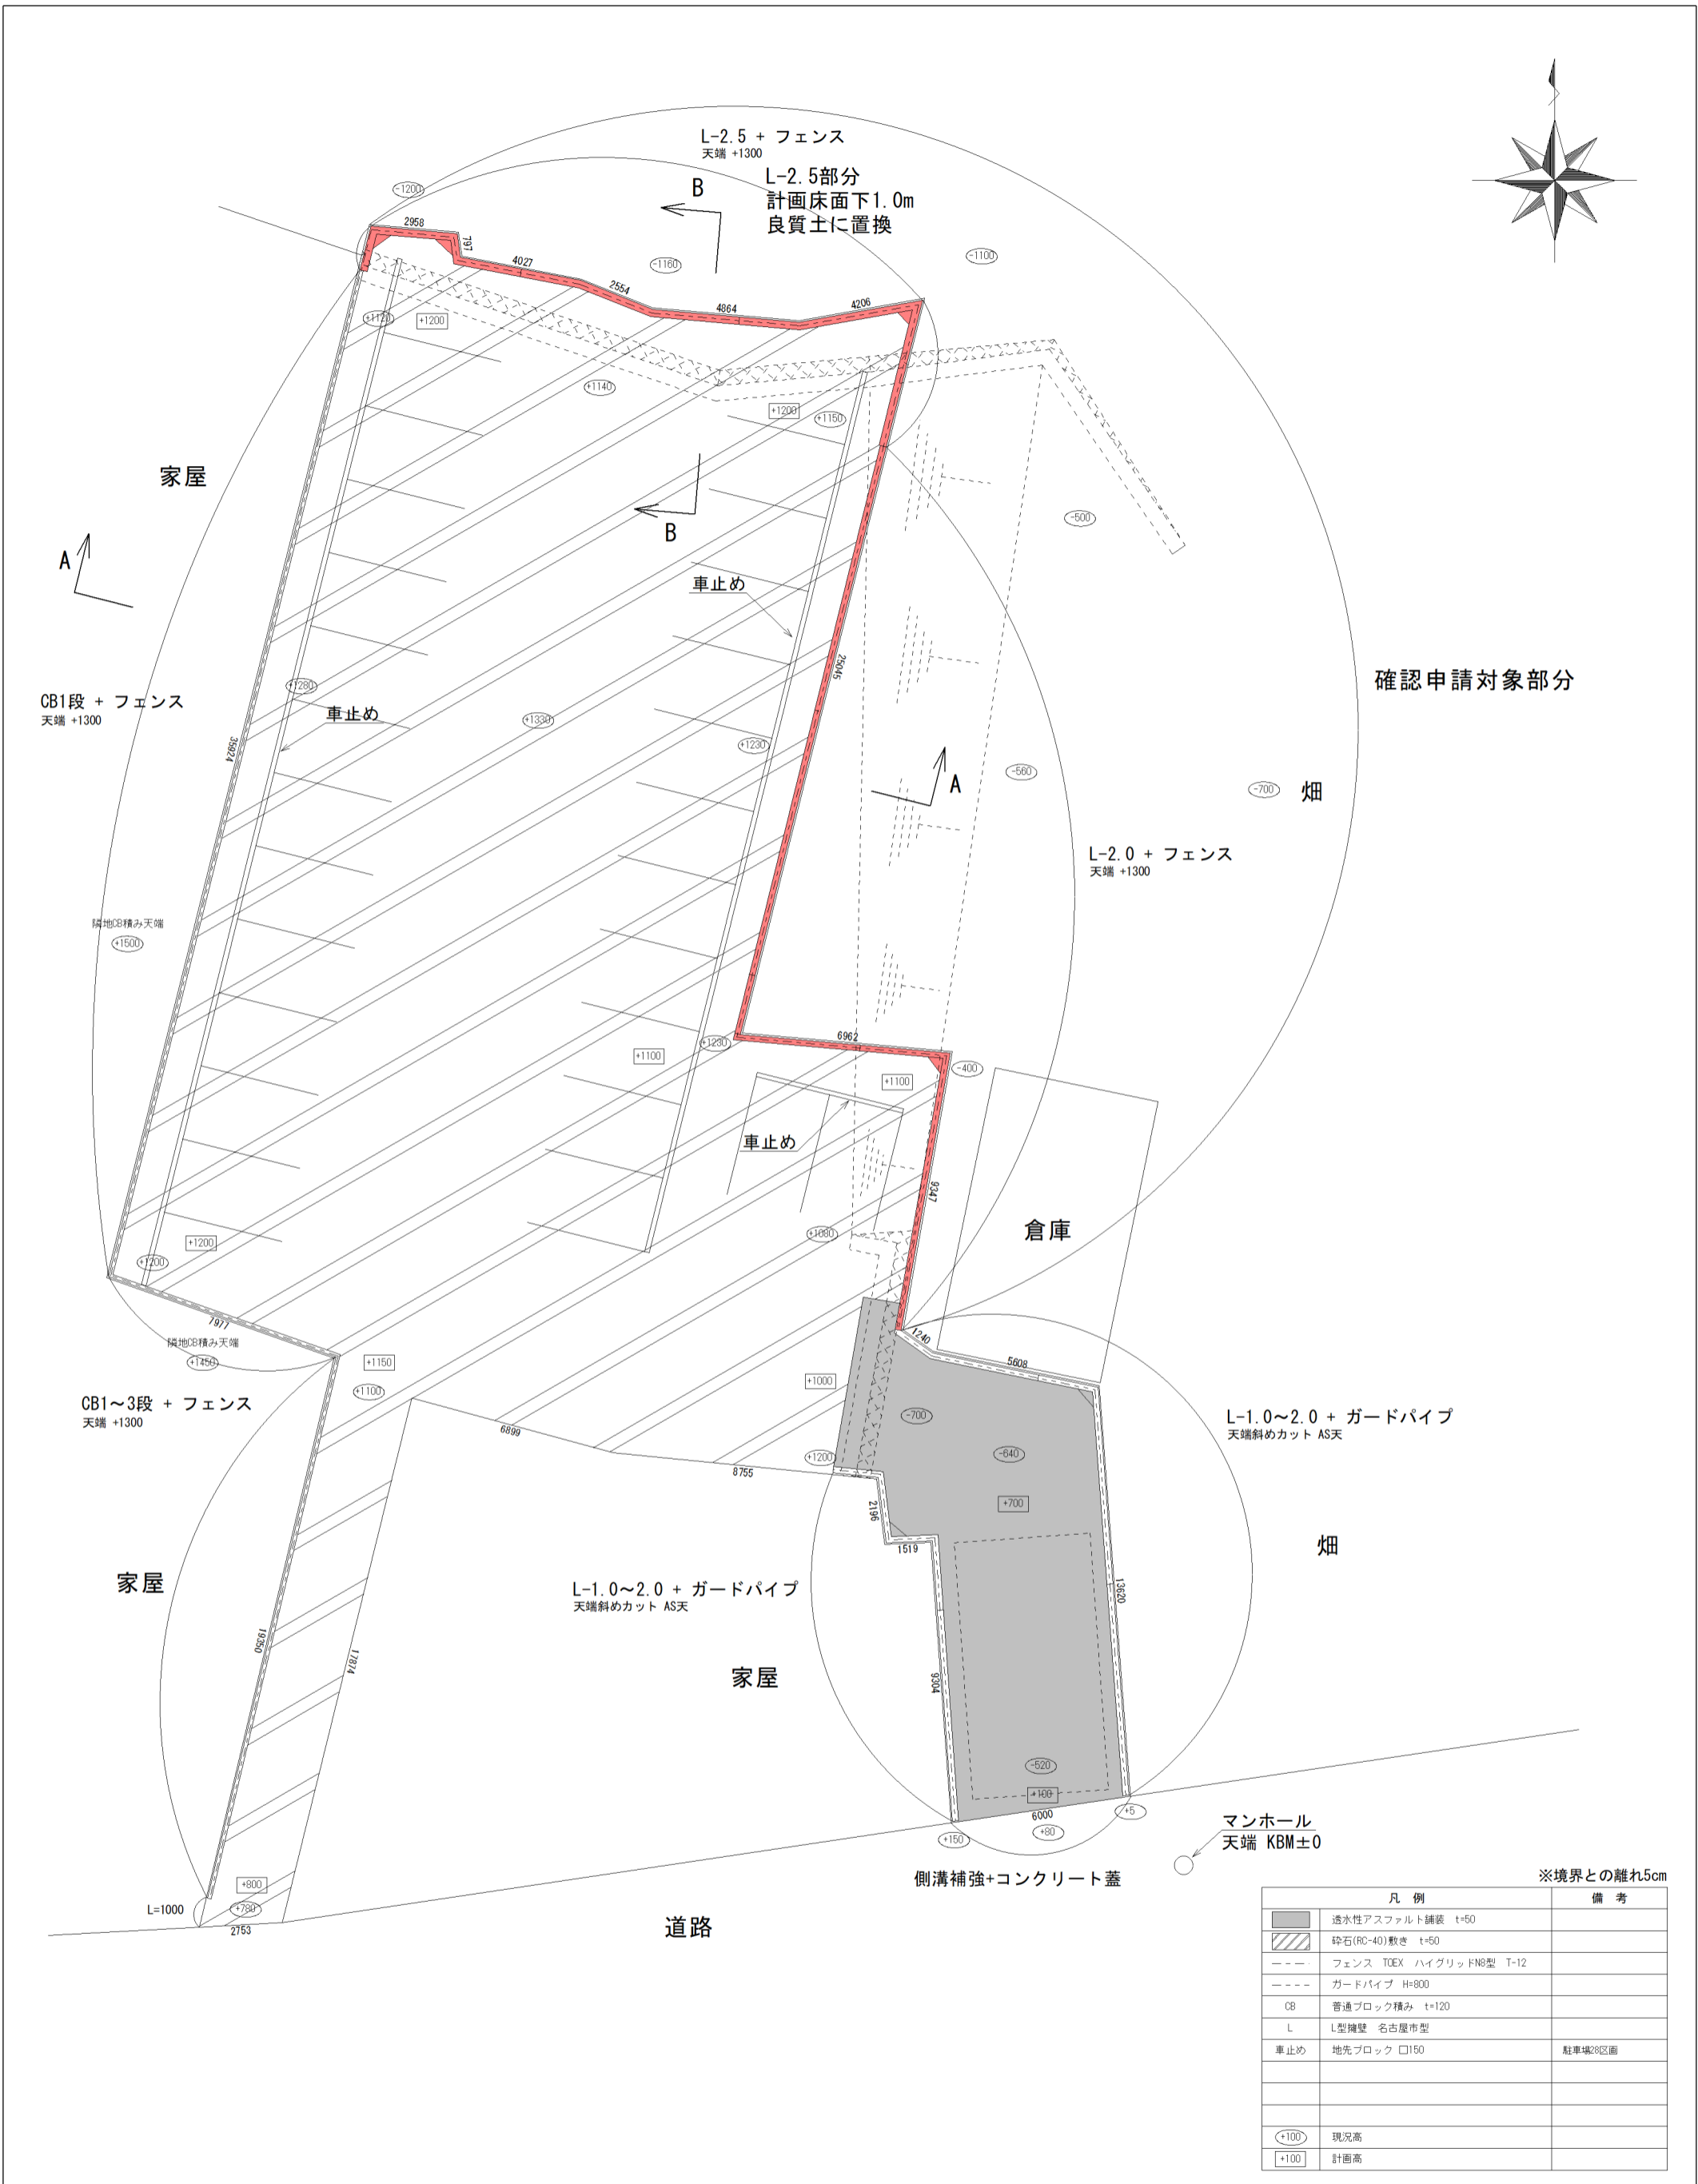 L-2.5 + フェンス
天端 +1300
L-2.5部分
計画床面下1.0m
良質土に置換
B
-1200
2958
797
4027
2554
-1160
4864
4206
-1100
+1120
+1200
+1140
+1200
+1150
家屋
B
-500
A
車止め
25045
確認申請対象部分
CB1段 + フェンス
天端 +1300
+1280
車止め
+1330
+1230
35924
A
-560
-700
畑
L-2.0 + フェンス
天端 +1300
隣地CB積み天端
+1500
+1100
+1230
6962
+1100
-400
車止め
9347
倉庫
+1200
+1200
+1080
7977
隣地CB積み天端
+1450
+1150
+1100
CB1～3段 + フェンス
天端 +1300
+1000
1240
5608
-700
-640
L-1.0～2.0 + ガードパイプ
天端斜めカット AS天
6899
8755
+1200
+700
2196
1519
畑
家屋
L-1.0～2.0 + ガードパイプ
天端斜めカット AS天
13620
19350
17874
家屋
9304
-520
+100
6000
+5
+150
+80
マンホール
天端 KBM±0
側溝補強+コンクリート蓋
+800
+780
L=1000
2753
道路
※境界との離れ5cm
凡 例 備 考
透水性アスファルト舗装 t=50
砕石(RC-40)敷き t=50
フェンス TOEX ハイグリッドN8型 T-12
ガードパイプ H=800
CB 普通ブロック積み t=120
L L型擁壁 名古屋市型
車止め 地先ブロック □150 駐車場28区画
+100 現況高
+100 計画高